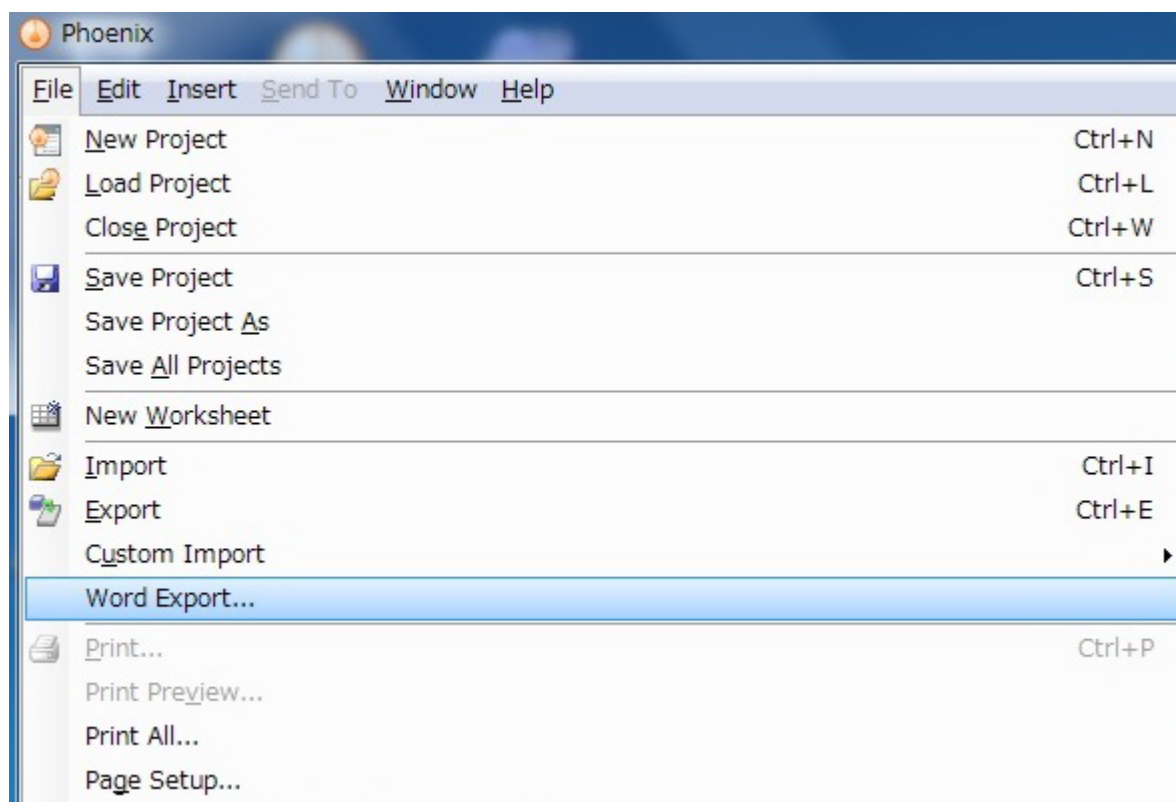 Phoenix
File Edit Insert Send To Window Help
New Project Ctrl+N
Load Project Ctrl+L
Close Project Ctrl+W
Save Project Ctrl+S
Save Project As
Save All Projects
New Worksheet
Import Ctrl+I
Export Ctrl+E
Custom Import
Word Export...
Print... Ctrl+P
Print Preview...
Print All...
Page Setup...